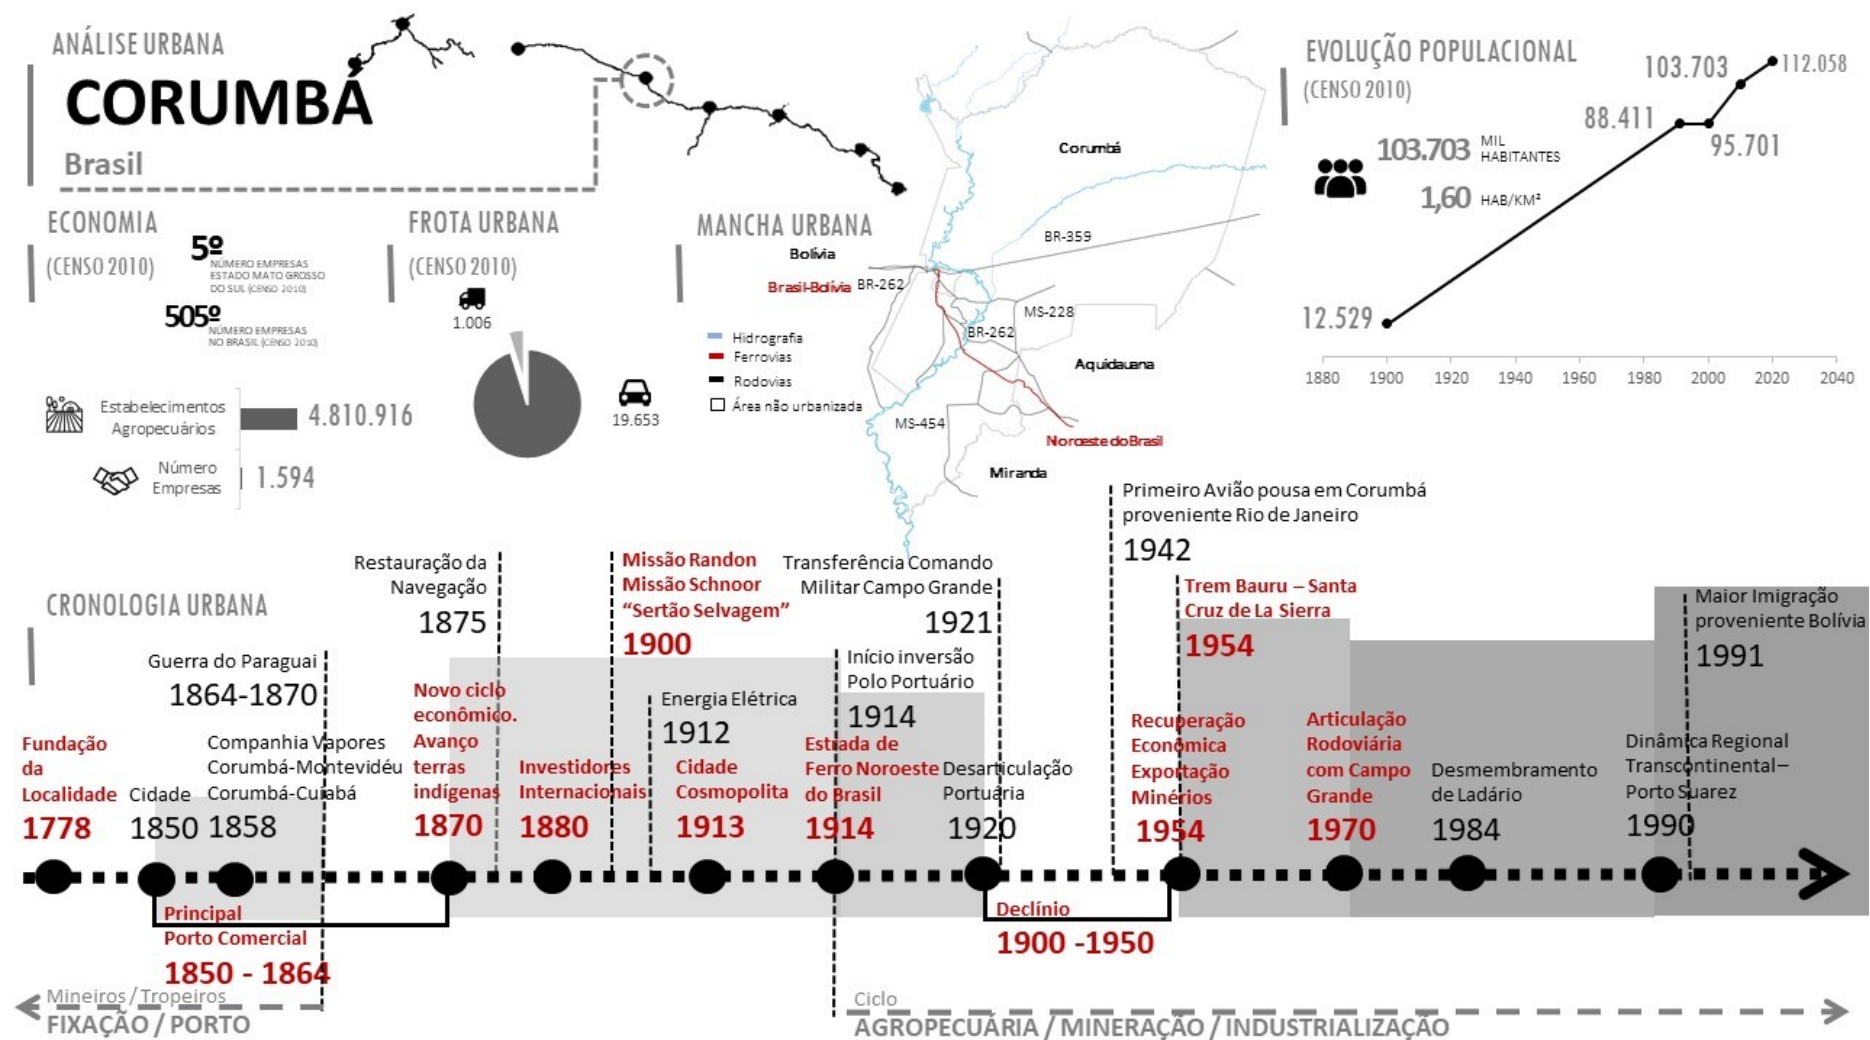 ANÁLISE URBANA
CORUMBÁ
Brasil
ECONOMIA
(CENSO 2010)
5º
NÚMERO EMPRESAS
ESTADO MATO GROSSO
DO SUL (CENSO 2010)
505º
NÚMERO EMPRESAS
NO BRASIL (CENSO 2010)
Estabelecimentos
Agropecuários
4.810.916
Número
Empresas
1.594
FROTA URBANA
(CENSO 2010)
1.006
19.653
MANCHA URBANA
Bolívia
Brasil-Bolívia
BR-262
Hidrografia
Ferrovias
Rodovias
Área não urbanizada
Corumbá
BR-359
MS-228
BR-262
Aquidauana
MS-454
Noroeste do Brasil
Miranda
EVOLUÇÃO POPULACIONAL
(CENSO 2010)
103.703
MIL
HABITANTES
1,60
HAB/KM²
12.529
88.411
95.701
103.703
112.058
1880 1900 1920 1940 1960 1980 2000 2020 2040
CRONOLOGIA URBANA
Fundação
da
Localidade
1778
Cidade
1850
Guerra do Paraguai
1864-1870
Companhia Vapores
Corumbá-Montevidéu
Corumbá-Cuiabá
1858
Principal
Porto Comercial
1850 - 1864
Novo ciclo
econômico.
Avanço
terras
indígenas
1870
Restauração da
Navegação
1875
Investidores
Internacionais
1880
Missão Randon
Missão Schnoor
“Sertão Selvagem”
1900
Energia Elétrica
1912
Cidade
Cosmopolita
1913
Início inversão
Polo Portuário
1914
Estrada de
Ferro Noroeste
do Brasil
1914
Transferência Comando
Militar Campo Grande
1921
Desarticulação
Portuária
1920
Declínio
1900 -1950
Primeiro Avião pousa em Corumbá
proveniente Rio de Janeiro
1942
Trem Bauru – Santa
Cruz de La Sierra
1954
Recuperação
Econômica
Exportação
Minérios
1954
Articulação
Rodoviária
com Campo
Grande
1970
Desmembramento
de Ladário
1984
Dinâmica Regional
Transcontinental–
Porto Suarez
1990
Maior Imigração
proveniente Bolívia
1991
Mineiros / Tropeiros
FIXAÇÃO / PORTO
Ciclo
AGROPECUÁRIA / MINERAÇÃO / INDUSTRIALIZAÇÃO